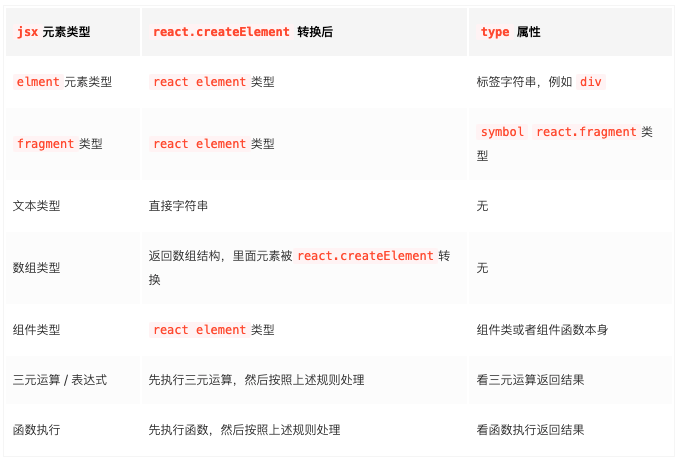 jsx 元素类型 react.createElement 转换后 type 属性
elment 元素类型 react element 类型 标签字符串，例如 div
fragment 类型 react element 类型 symbol react.fragment 类
型
文本类型 直接字符串 无
数组类型 返回数组结构，里面元素被 react.createElement 转
换 无
组件类型 react element 类型 组件类或者组件函数本身
三元运算 / 表达式 先执行三元运算，然后按照上述规则处理 看三元运算返回结果
函数执行 先执行函数，然后按照上述规则处理 看函数执行返回结果